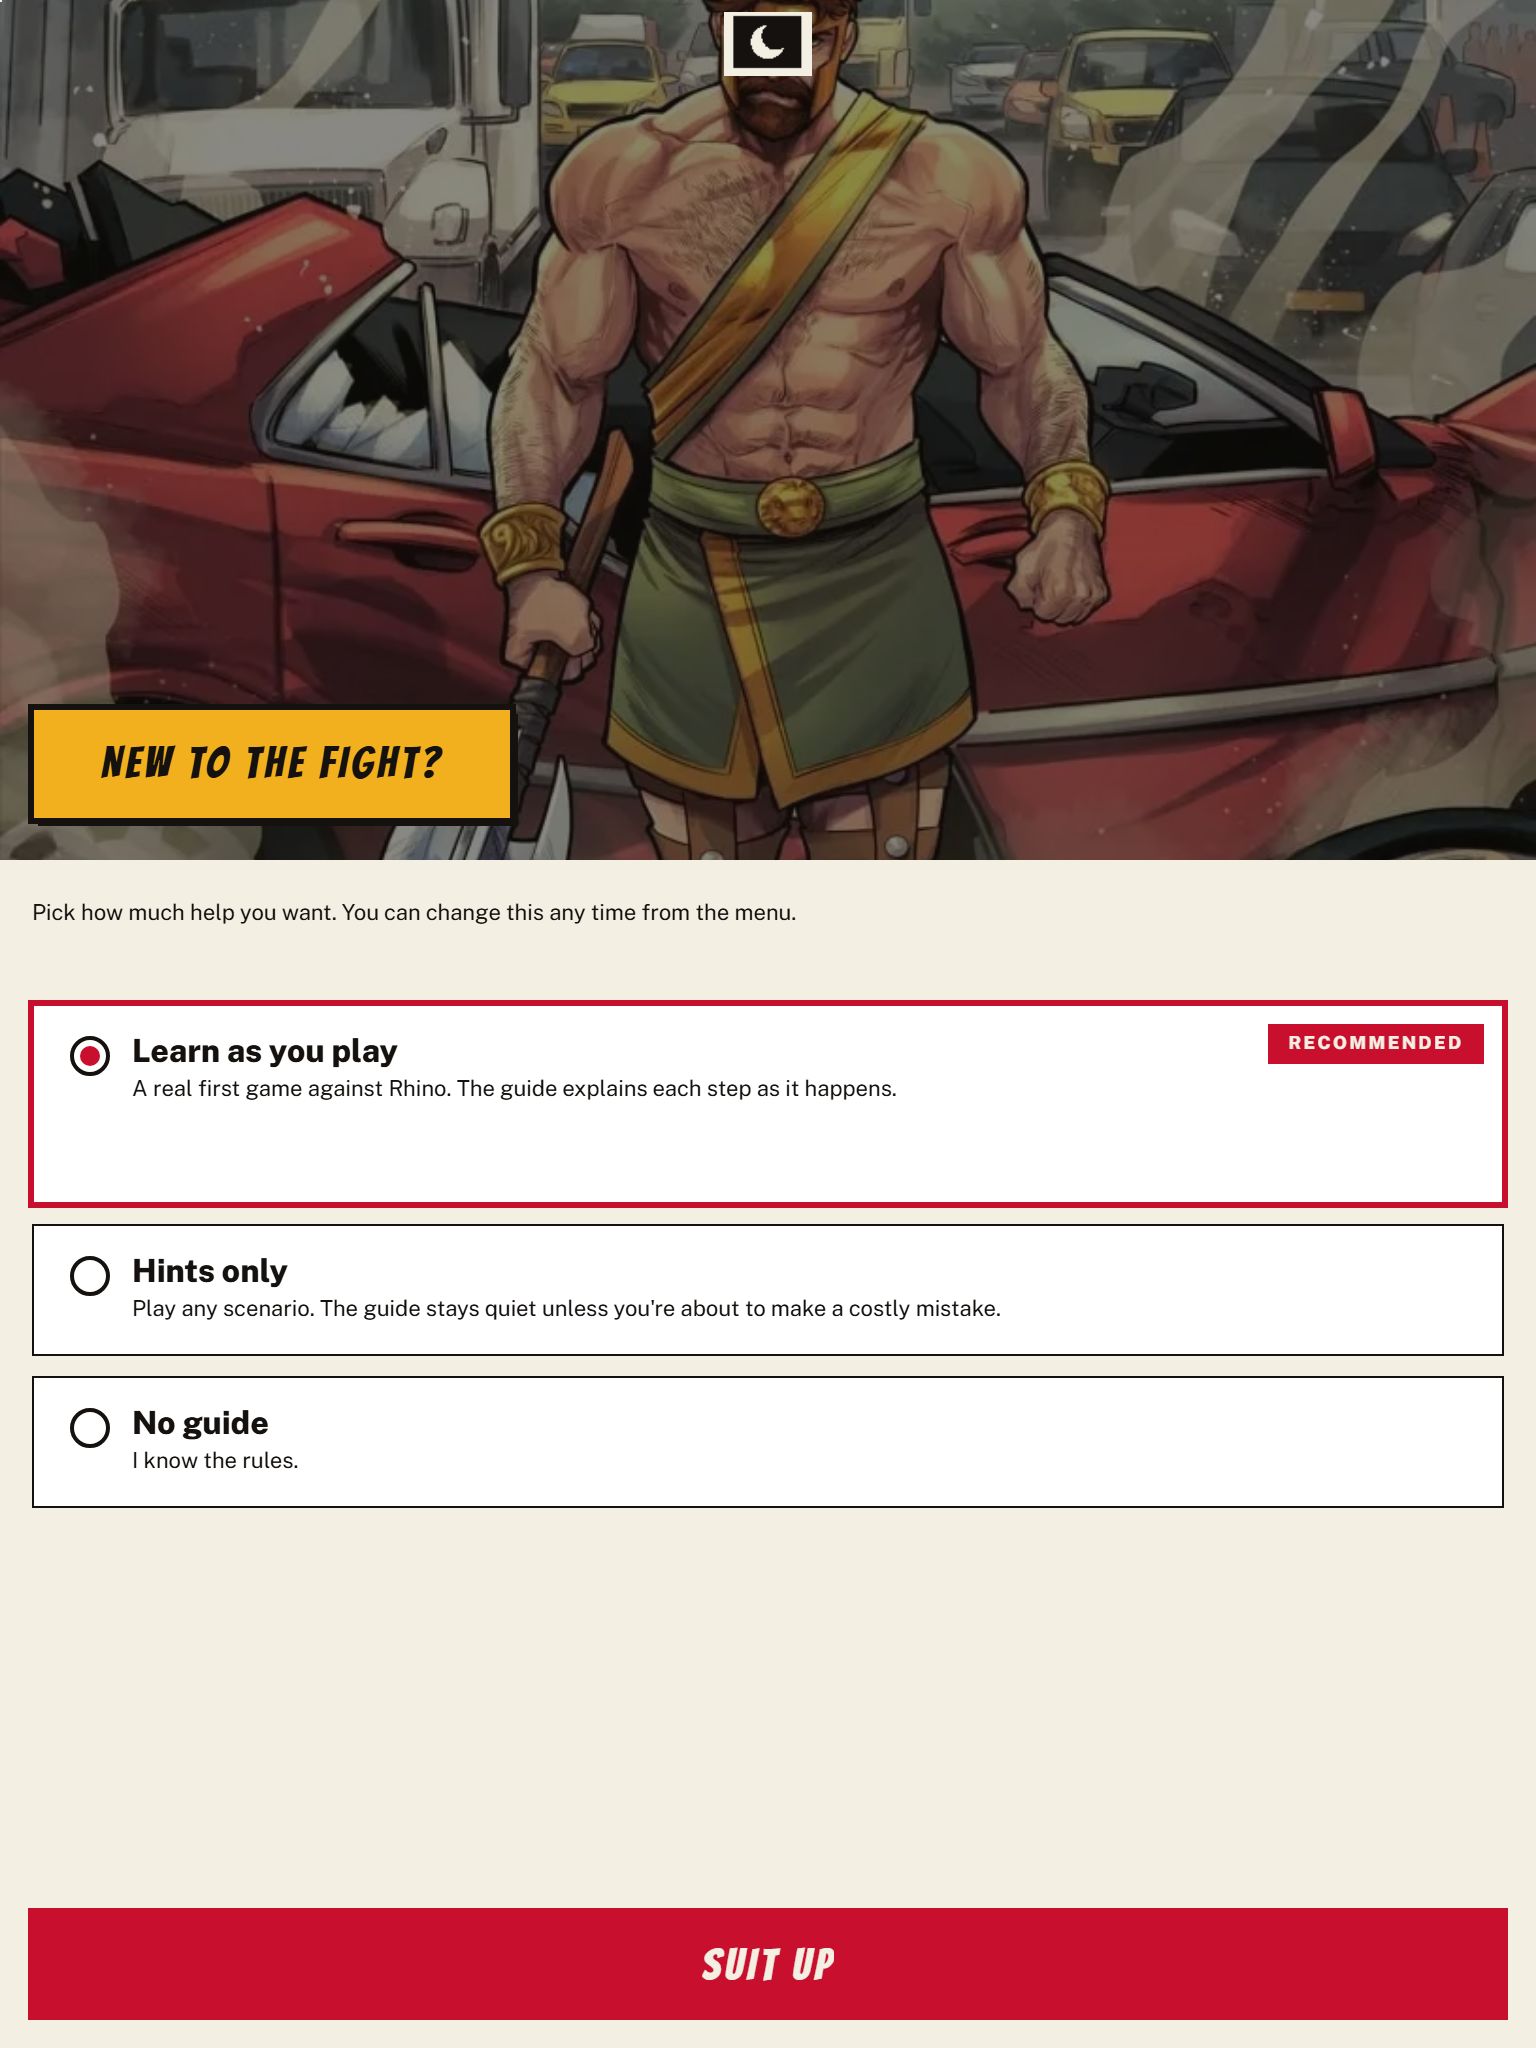 NEW TO THE FIGHT?
Pick how much help you want. You can change this any time from the menu.
Learn as you play
RECOMMENDED
A real first game against Rhino. The guide explains each step as it happens.
Hints only
Play any scenario. The guide stays quiet unless you're about to make a costly mistake.
No guide
I know the rules.
SUIT UP